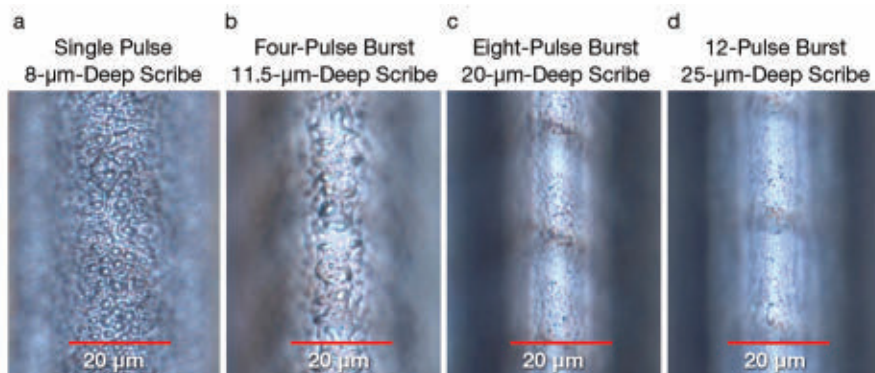 a
Single Pulse
8-µm-Deep Scribe
20 µm
b
Four-Pulse Burst
11.5-µm-Deep Scribe
20 µm
c
Eight-Pulse Burst
20-µm-Deep Scribe
20 µm
d
12-Pulse Burst
25-µm-Deep Scribe
20 µm